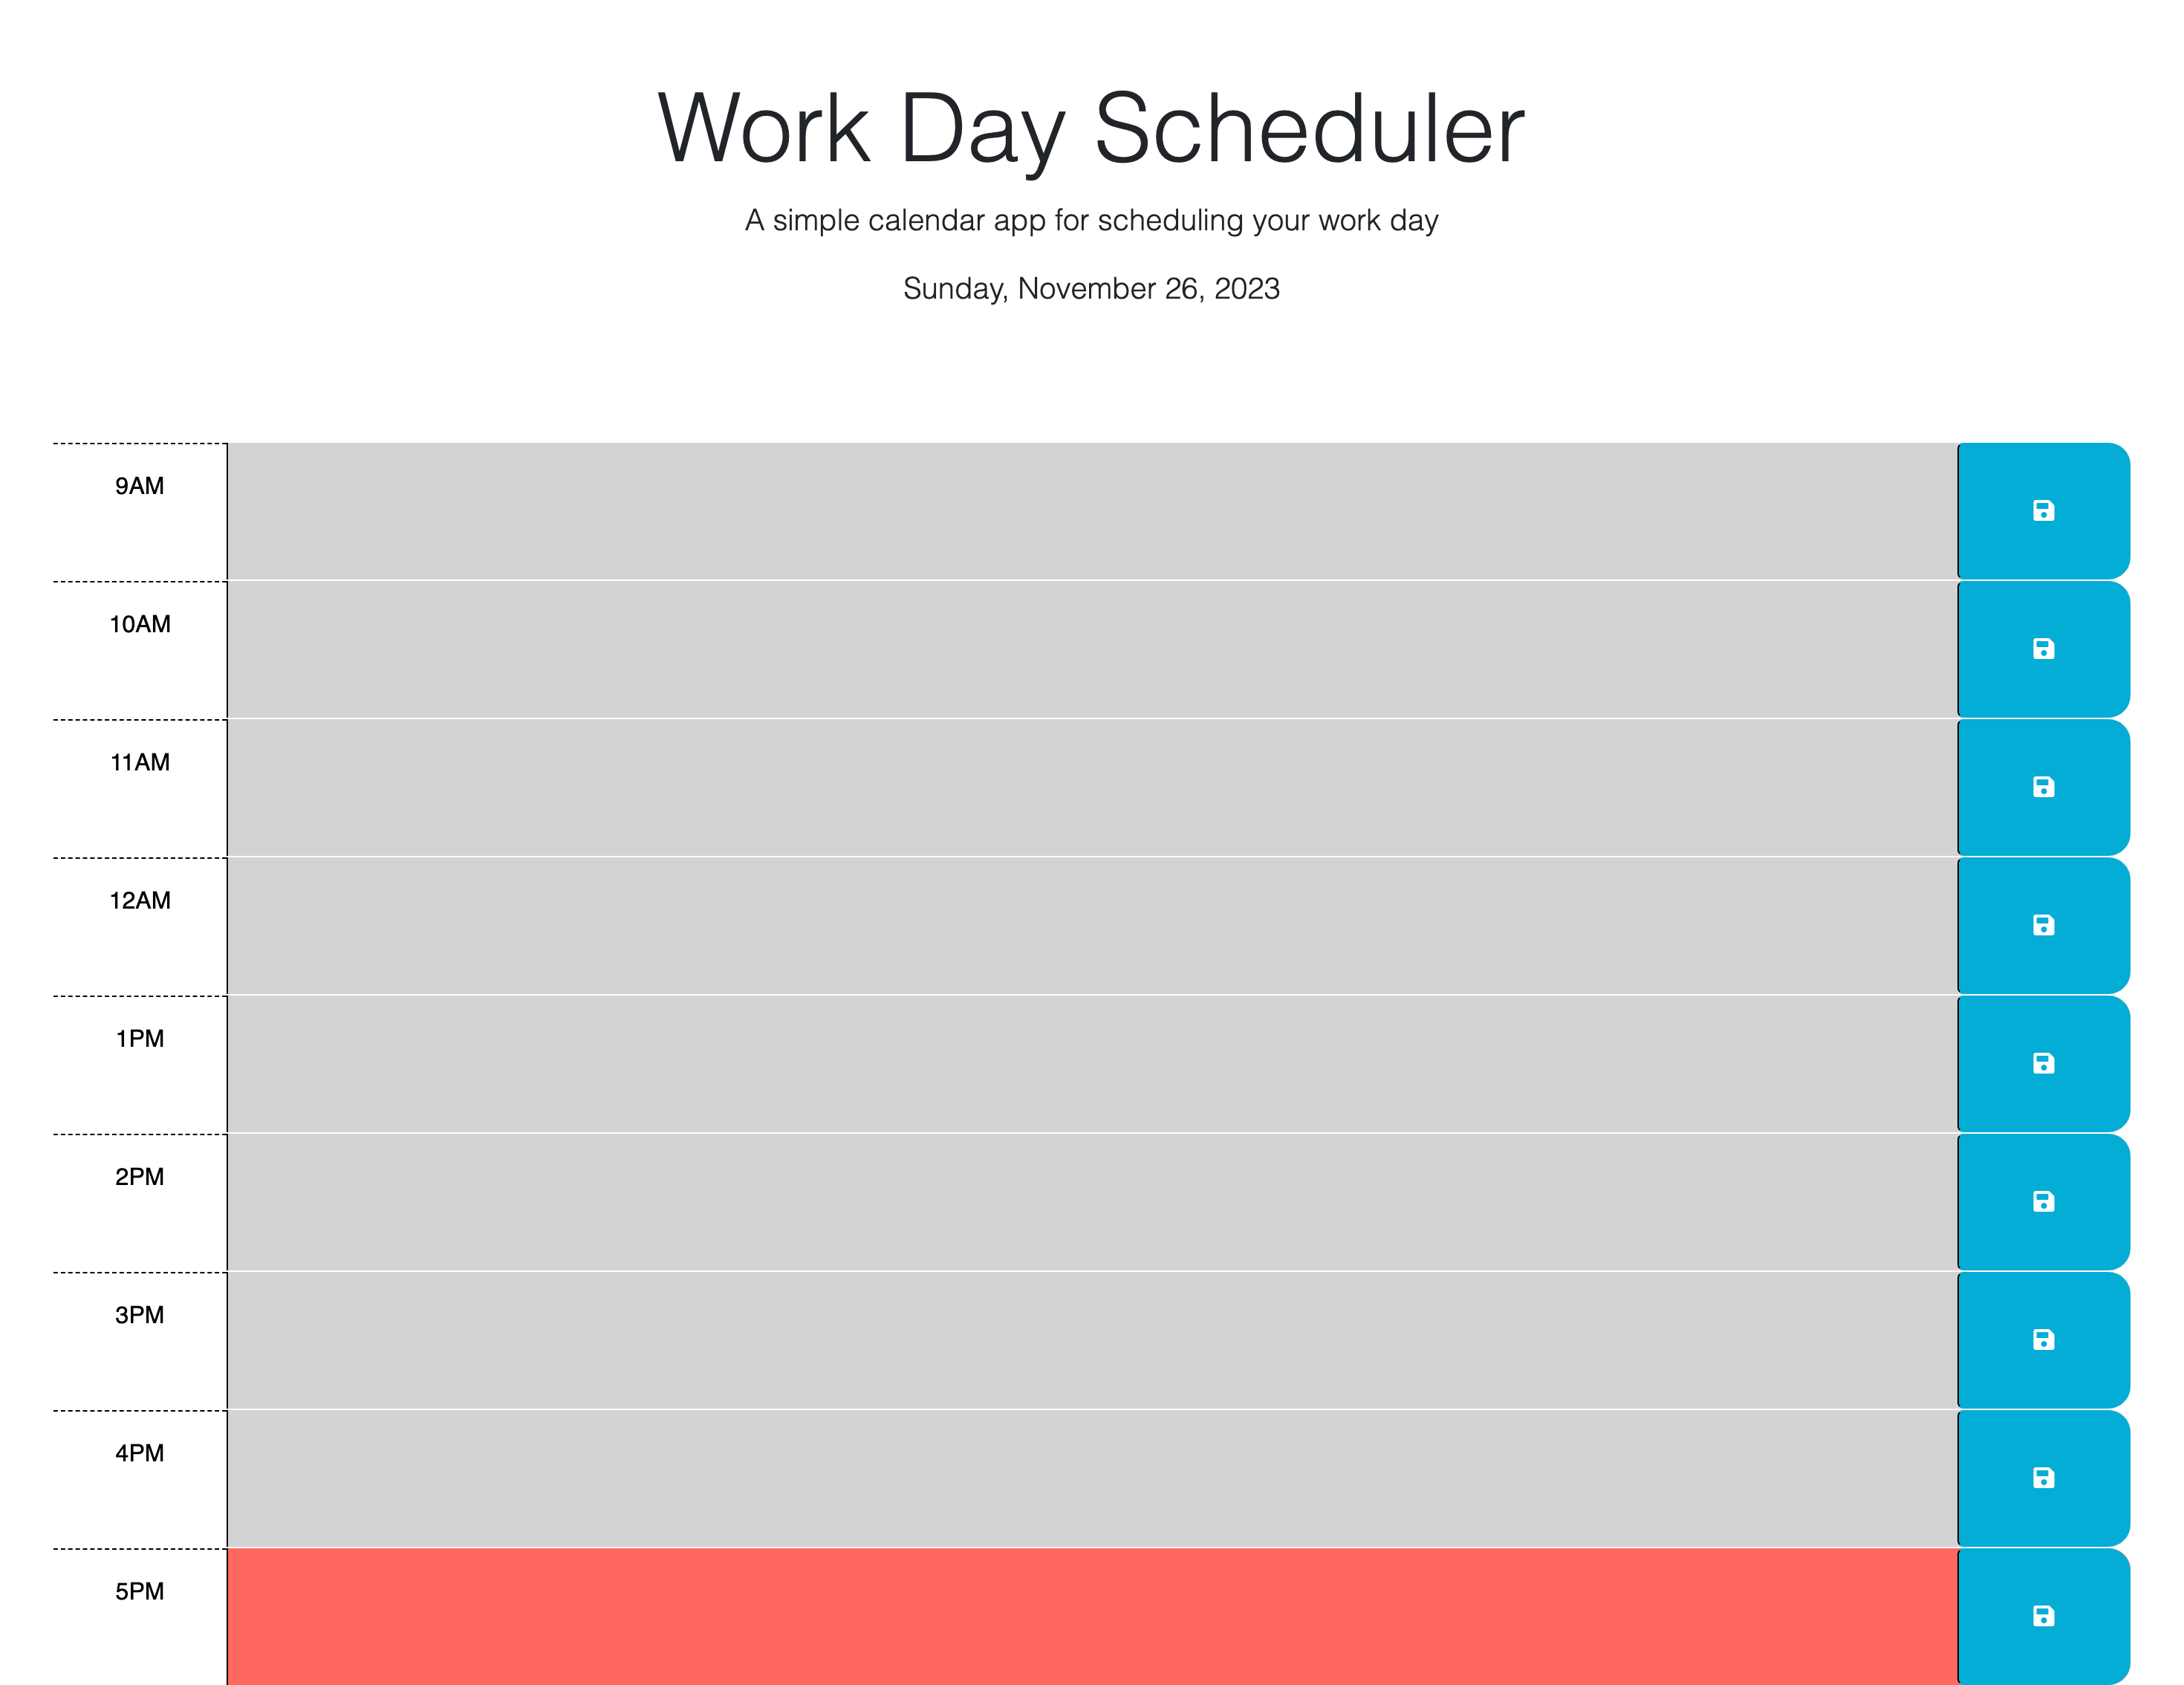 Work Day Scheduler
A simple calendar app for scheduling your work day
Sunday, November 26, 2023
9AM
10AM
11AM
12AM
1PM
2PM
3PM
4PM
5PM